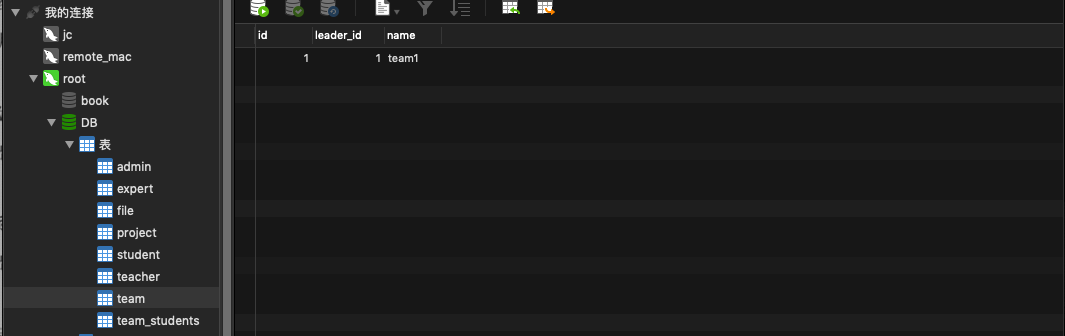 我的连接
jc
remote_mac
root
book
DB
表
admin
expert
file
project
student
teacher
team
team_students
id leader_id name
1 1 team1